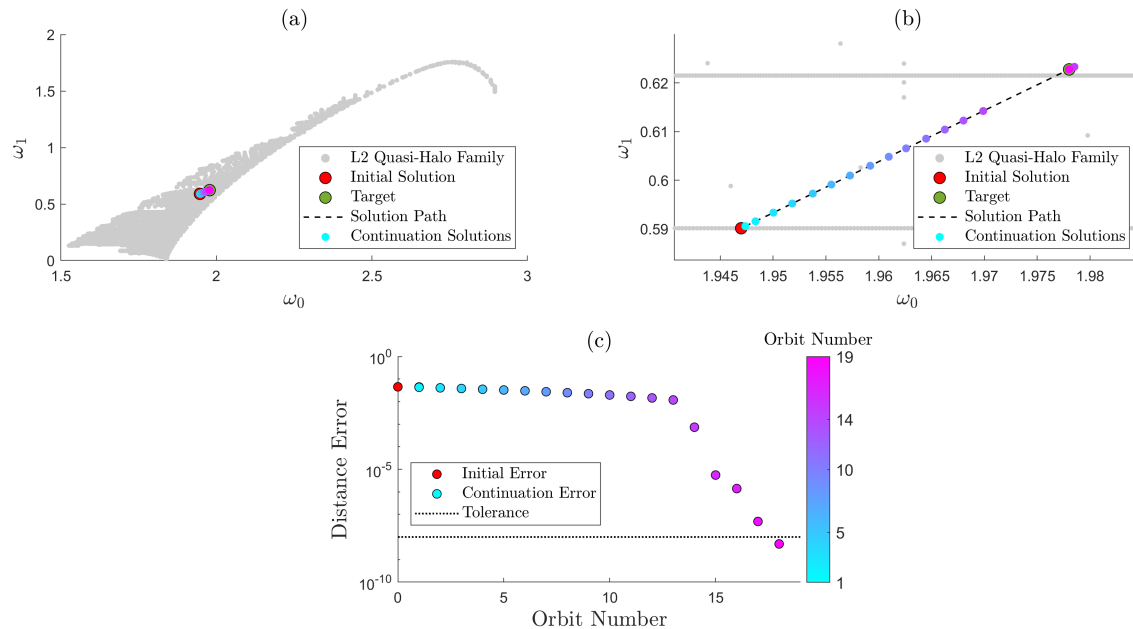 (a)
2
1.5
1
0.5
0
ω1
1.5
2
2.5
3
ω0
L2 Quasi-Halo Family
Initial Solution
Target
Solution Path
Continuation Solutions
(b)
0.62
0.61
0.6
0.59
ω1
1.945
1.95
1.955
1.96
1.965
1.97
1.975
1.98
ω0
L2 Quasi-Halo Family
Initial Solution
Target
Solution Path
Continuation Solutions
(c)
10^0
10^-5
10^-10
Distance Error
0
5
10
15
Orbit Number
Initial Error
Continuation Error
Tolerance
Orbit Number
19
14
10
5
1